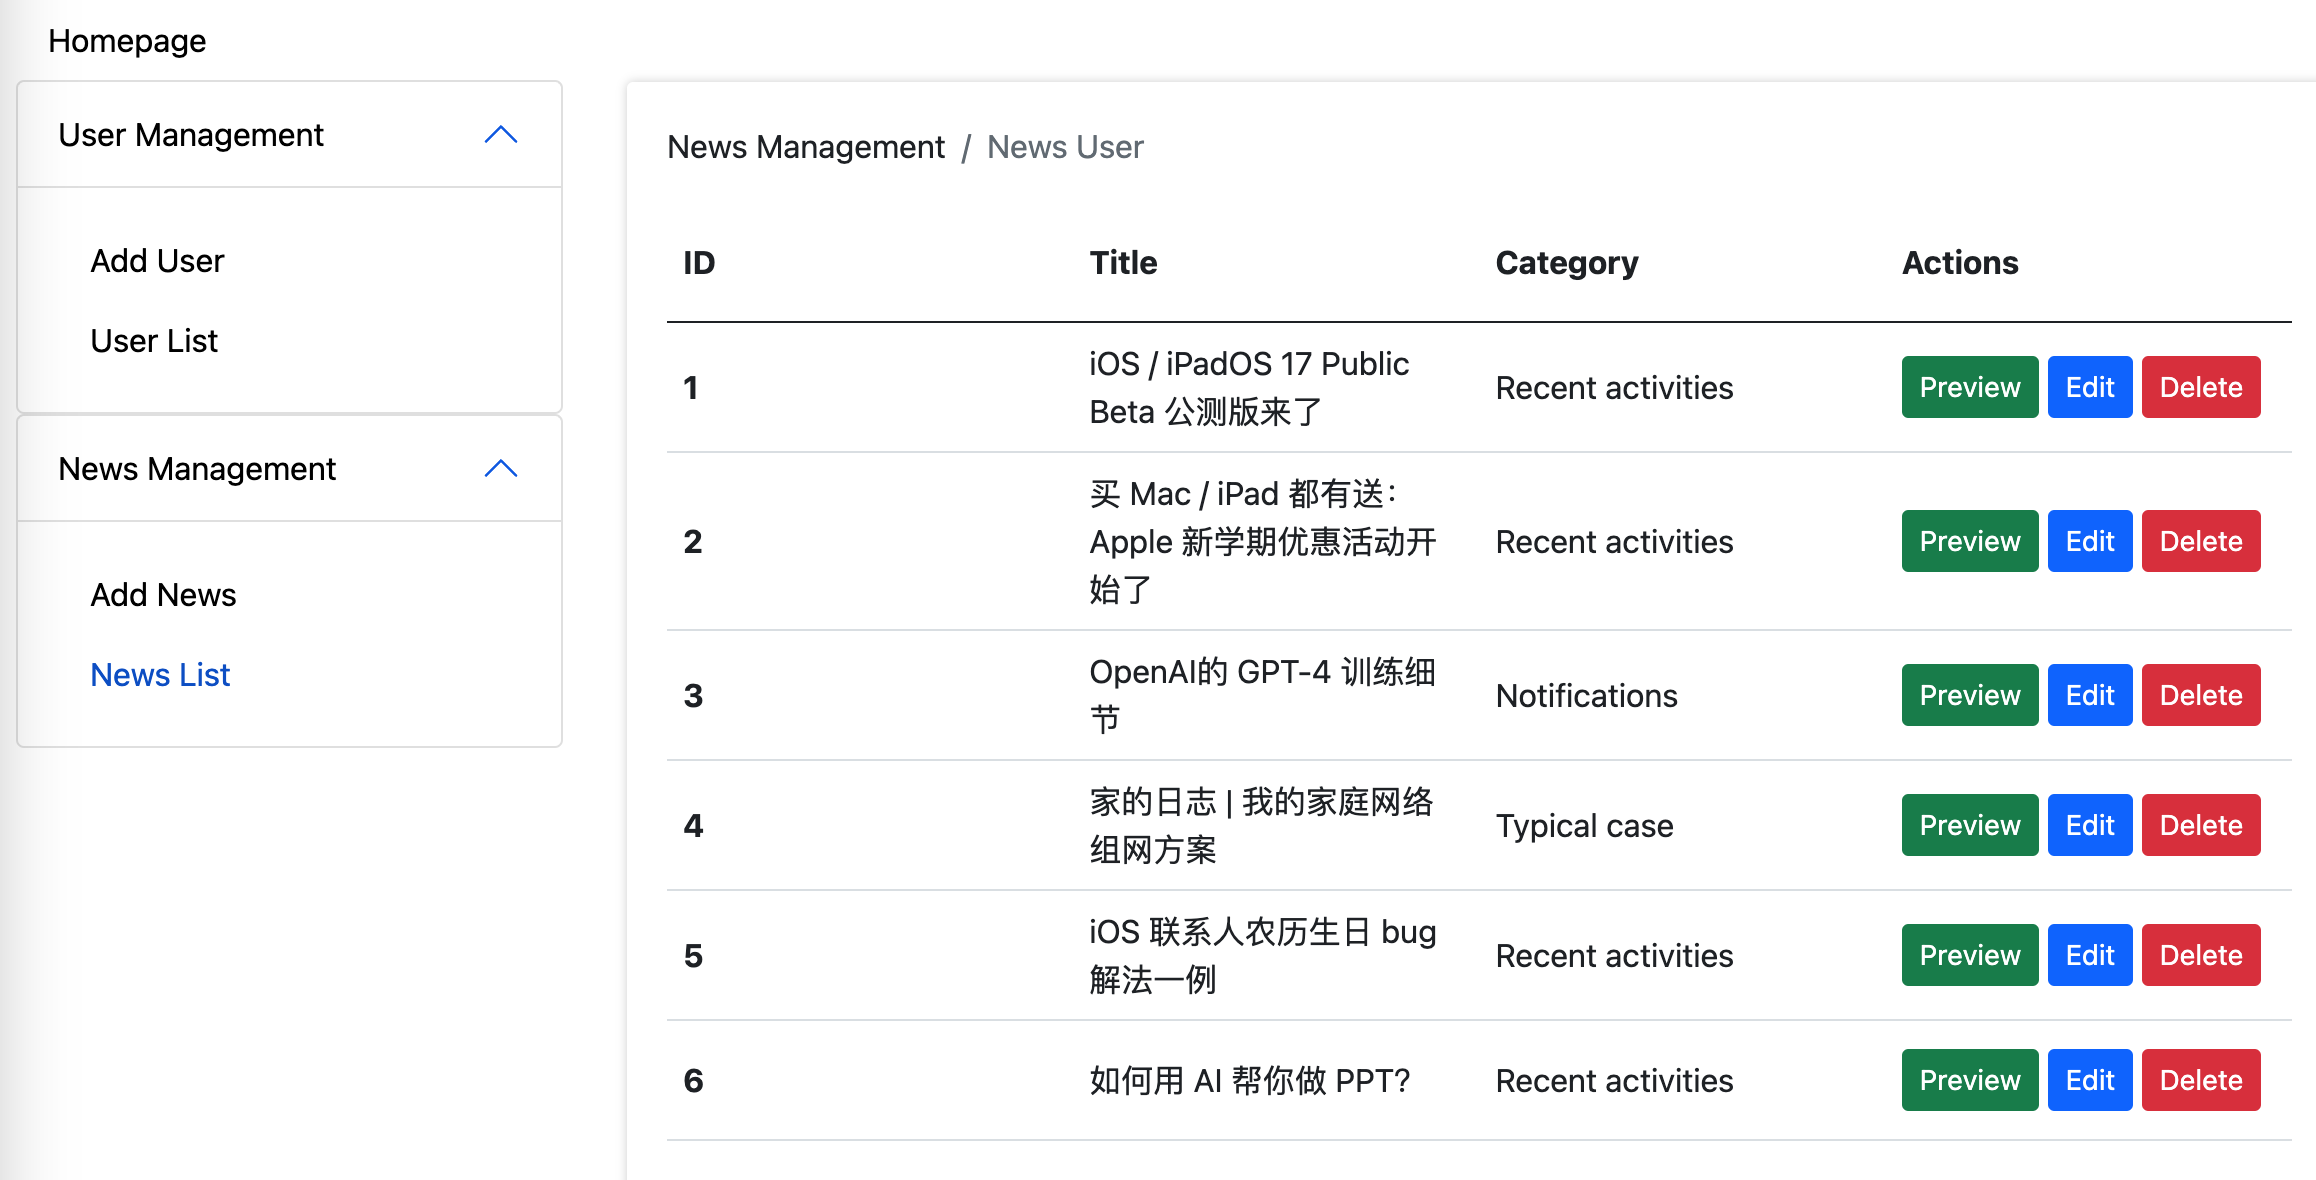 Homepage
User Management
Add User
User List
News Management
Add News
News List
News Management / News User
ID Title Category Actions
1 iOS / iPadOS 17 Public Beta 公测版来了 Recent activities Preview Edit Delete
2 买 Mac / iPad 都有送：Apple 新学期优惠活动开始了 Recent activities Preview Edit Delete
3 OpenAI的 GPT-4 训练细节 Notifications Preview Edit Delete
4 家的日志 | 我的家庭网络组网方案 Typical case Preview Edit Delete
5 iOS 联系人农历生日 bug 解法一例 Recent activities Preview Edit Delete
6 如何用 AI 帮你做 PPT? Recent activities Preview Edit Delete